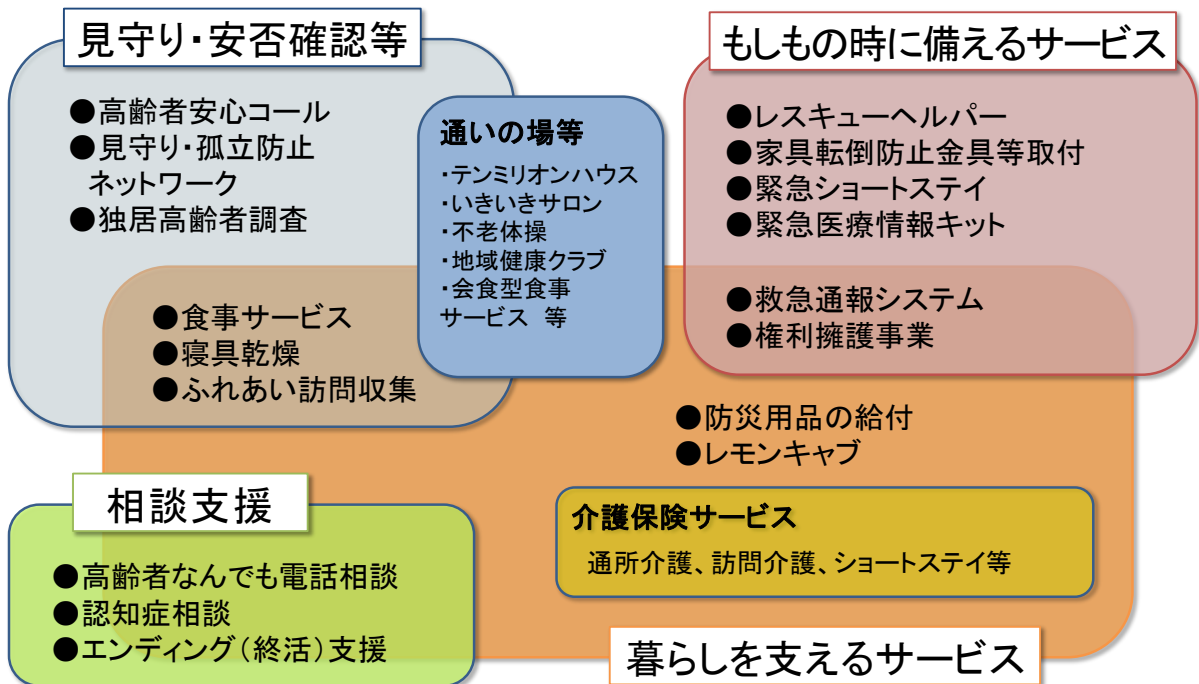 見守り・安否確認等
●高齢者安心コール
●見守り・孤立防止
ネットワーク
●独居高齢者調査
●食事サービス
●寝具乾燥
●ふれあい訪問収集
通いの場等
・テンミリオンハウス
・いきいきサロン
・不老体操
・地域健康クラブ
・会食型食事
サービス 等
もしもの時に備えるサービス
●レスキューヘルパー
●家具転倒防止金具等取付
●緊急ショートステイ
●緊急医療情報キット
●救急通報システム
●権利擁護事業
●防災用品の給付
●レモンキャブ
相談支援
●高齢者なんでも電話相談
●認知症相談
●エンディング(終活)支援
介護保険サービス
通所介護、訪問介護、ショートステイ等
暮らしを支えるサービス